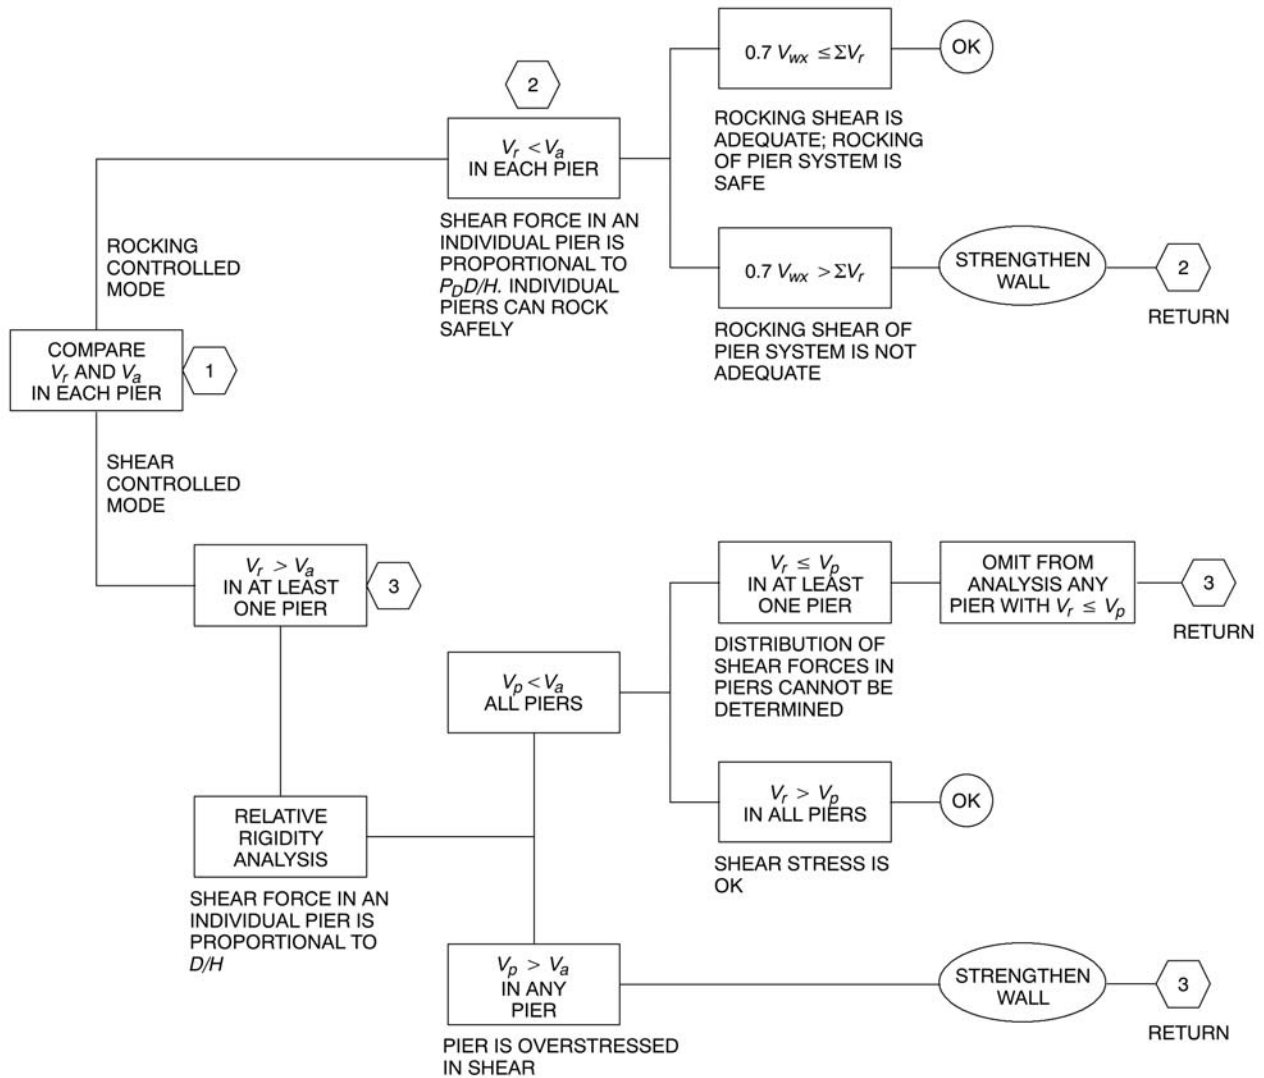 0.7 Vwx ≤ ΣVr
OK
ROCKING SHEAR IS
ADEQUATE; ROCKING
OF PIER SYSTEM IS
SAFE
2
Vr < Va
IN EACH PIER
SHEAR FORCE IN AN
INDIVIDUAL PIER IS
PROPORTIONAL TO
PDD/H. INDIVIDUAL
PIERS CAN ROCK
SAFELY
0.7 Vwx > ΣVr
STRENGTHEN
WALL
2
RETURN
ROCKING SHEAR OF
PIER SYSTEM IS NOT
ADEQUATE
ROCKING
CONTROLLED
MODE
COMPARE
Vr AND Va
IN EACH PIER
1
SHEAR
CONTROLLED
MODE
Vr > Va
IN AT LEAST
ONE PIER
3
Vr ≤ Vp
IN AT LEAST
ONE PIER
OMIT FROM
ANALYSIS ANY
PIER WITH Vr ≤ Vp
3
RETURN
DISTRIBUTION OF
SHEAR FORCES IN
PIERS CANNOT BE
DETERMINED
Vp < Va
ALL PIERS
Vr > Vp
IN ALL PIERS
OK
SHEAR STRESS IS
OK
RELATIVE
RIGIDITY
ANALYSIS
SHEAR FORCE IN AN
INDIVIDUAL PIER IS
PROPORTIONAL TO
D/H
Vp > Va
IN ANY
PIER
STRENGTHEN
WALL
3
RETURN
PIER IS OVERSTRESSED
IN SHEAR